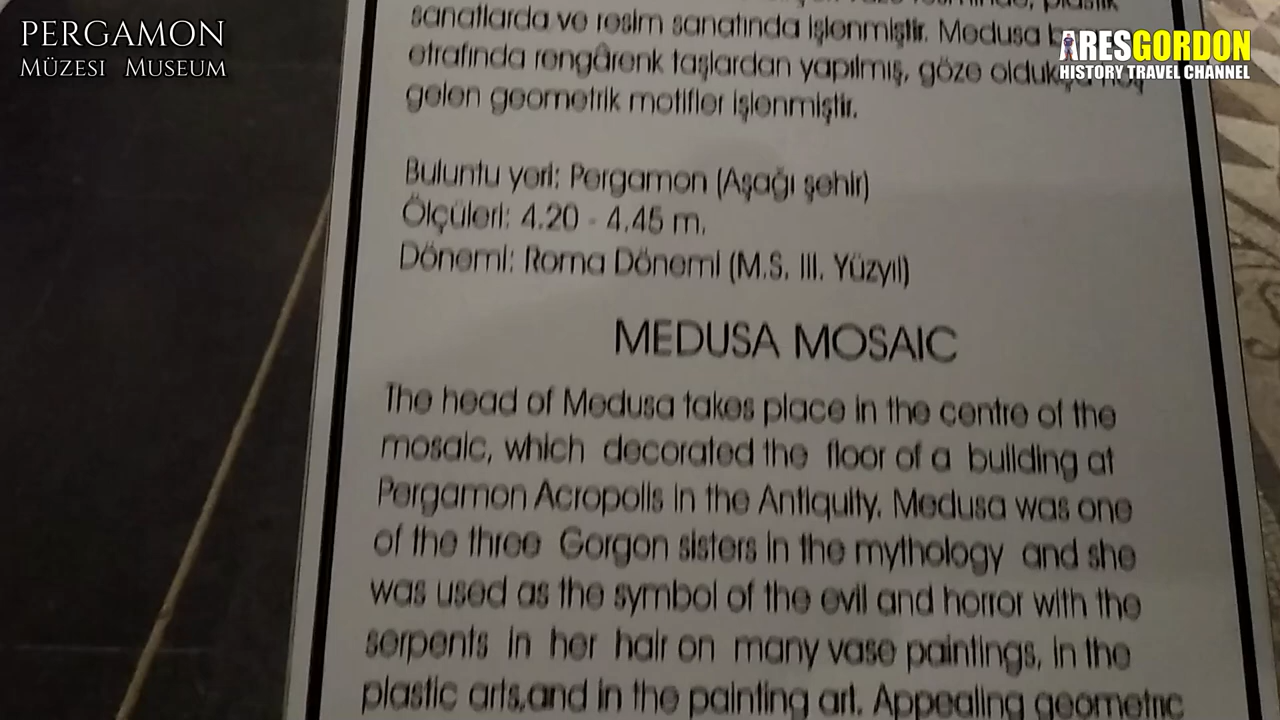 PERGAMON
MÜZESI MUSEUM
ARESGORDON
HISTORY TRAVEL CHANNEL
sanatlarda ve resim sanatında işlenmiştir. Medusa
etrafında rengârenk taşlardan yapılmış, göze oldukça hoş
gelen geometrik motifler işlenmiştir.
Buluntu yeri: Pergamon (Aşağı şehir)
Ölçüleri: 4.20 - 4.45 m.
Dönemi: Roma Dönemi (M.S. III. Yüzyıl)
MEDUSA MOSAIC
The head of Medusa takes place in the centre of the
mosaic, which decorated the floor of a building at
Pergamon Acropolis in the Antiquity. Medusa was one
of the three Gorgon sisters in the mythology and she
was used as the symbol of the evil and horror with the
serpents in her hair on many vase paintings, in the
plastic arts,and in the painting art. Appealing geometric